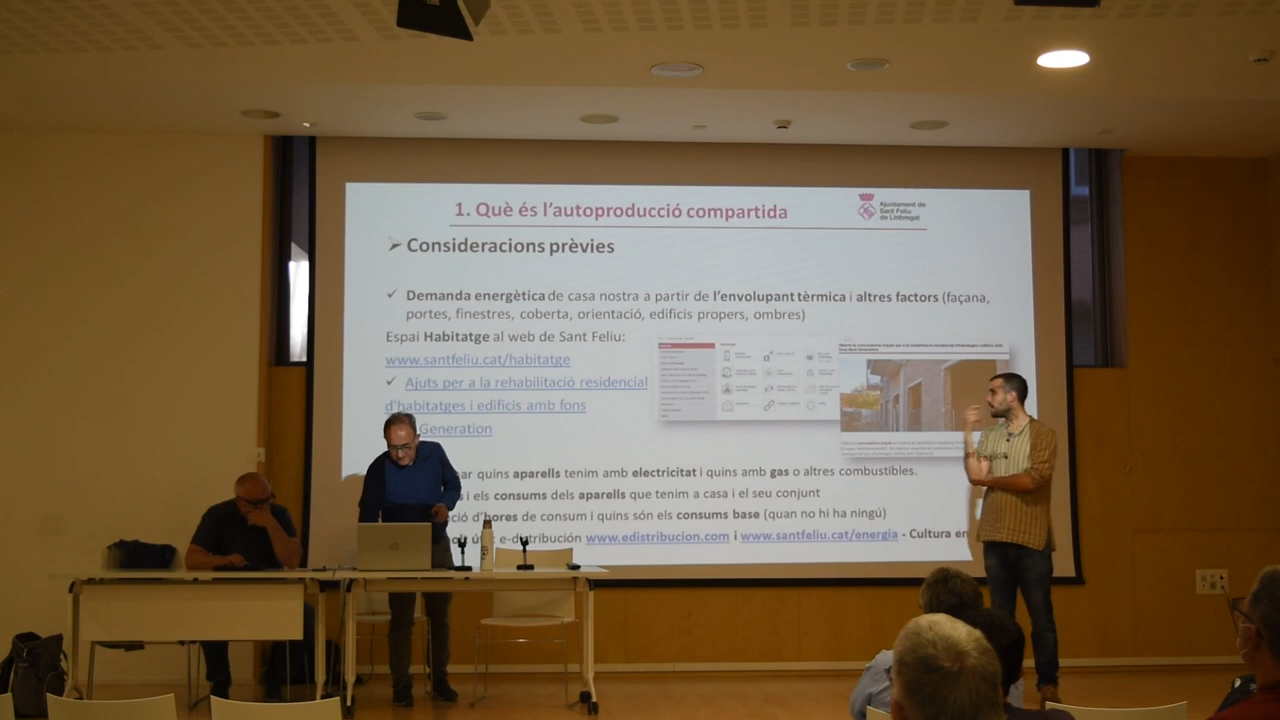 1. Què és l'autoproducció compartida
Ajuntament de
Sant Feliu
de Llobregat
Consideracions prèvies
Demanda energètica de casa nostra a partir de l'envolupant tèrmica i altres factors (façana,
portes, finestres, coberta, orientació, edificis propers, ombres)
Espai Habitatge al web de Sant Feliu:
www.santfeliu.cat/habitatge
Ajuts per a la rehabilitació residencial
d'habitatges i edificis amb fons
Generation
quins aparells tenim amb electricitat i quins amb gas o altres combustibles.
i els consums dels aparells que tenim a casa i el seu conjunt
d'hores de consum i quins són els consums base (quan no hi ha ningú)
e-distribución www.edistribucion.com i www.santfeliu.cat/energia - Cultura